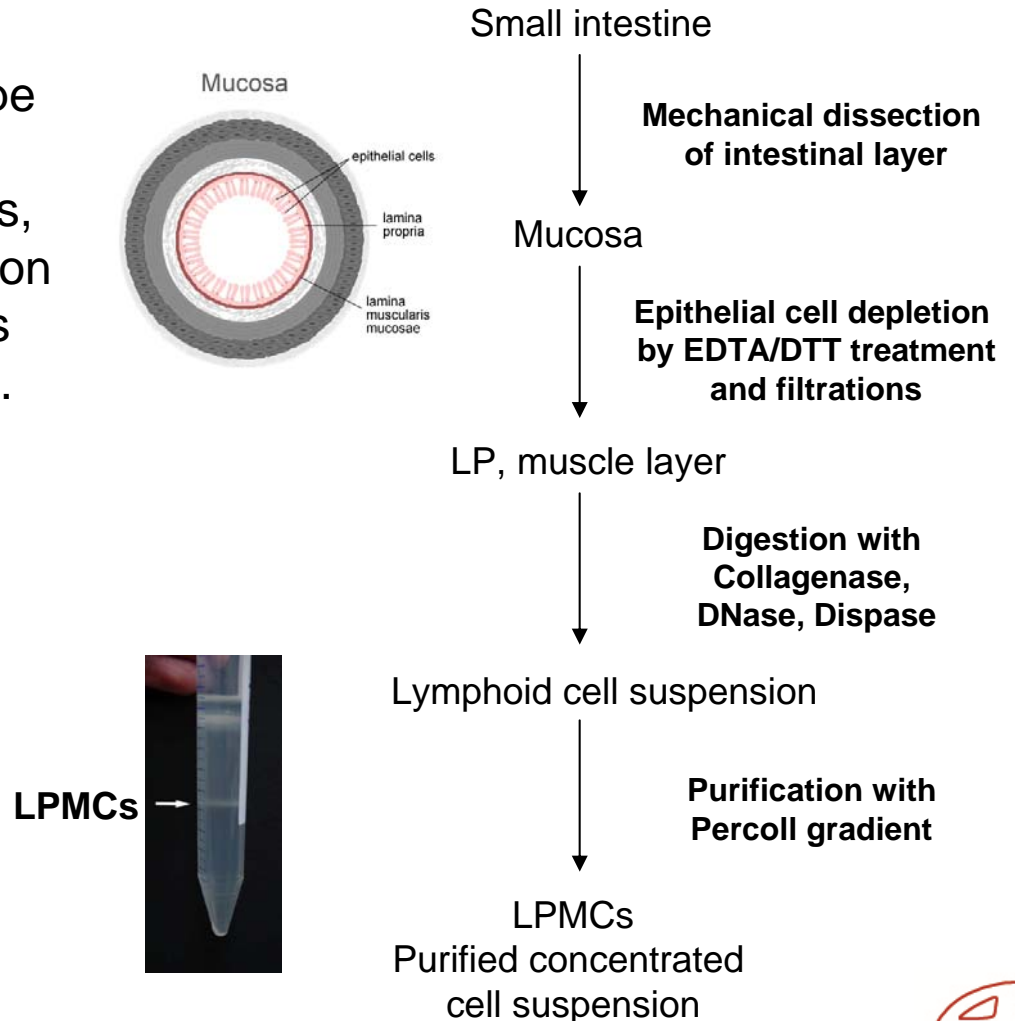 Small intestine
oe
s,
on
s
.
Mucosa
epithelial cells
lamina
propria
lamina
muscularis
mucosae
Mechanical dissection
of intestinal layer
Mucosa
Epithelial cell depletion
by EDTA/DTT treatment
and filtrations
LP, muscle layer
Digestion with
Collagenase,
DNase, Dispase
Lymphoid cell suspension
LPMCs
Purification with
Percoll gradient
LPMCs
Purified concentrated
cell suspension